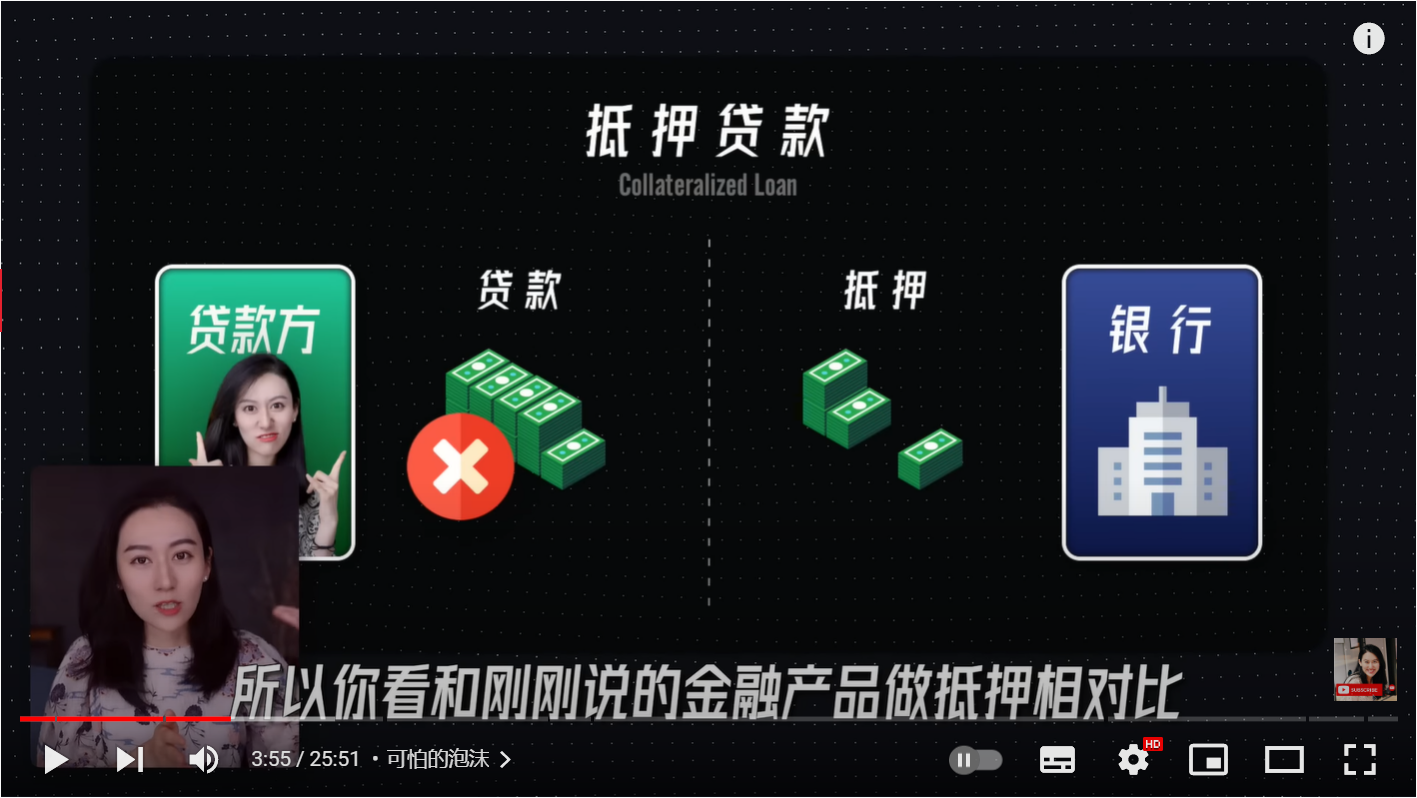 抵押贷款
Collateralized Loan
贷款方
贷款
抵押
银行
所以你看和刚刚说的金融产品做抵押相对比
SUBSCRIBE
3:55 / 25:51 • 可怕的泡沫
HD